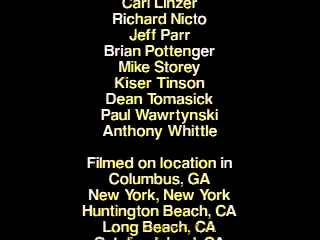 Carl Linzer
Richard Nicto
Jeff Parr
Brian Pottenger
Mike Storey
Kiser Tinson
Dean Tomasick
Paul Wawrtynski
Anthony Whittle
Filmed on location in
Columbus, GA
New York, New York
Huntington Beach, CA
Long Beach, CA